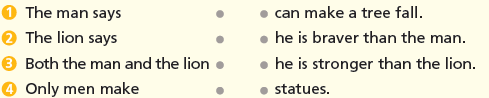 1 The man says ● ● can make a tree fall.
2 The lion says ● ● he is braver than the man.
3 Both the man and the lion ● ● he is stronger than the lion.
4 Only men make ● ● statues.